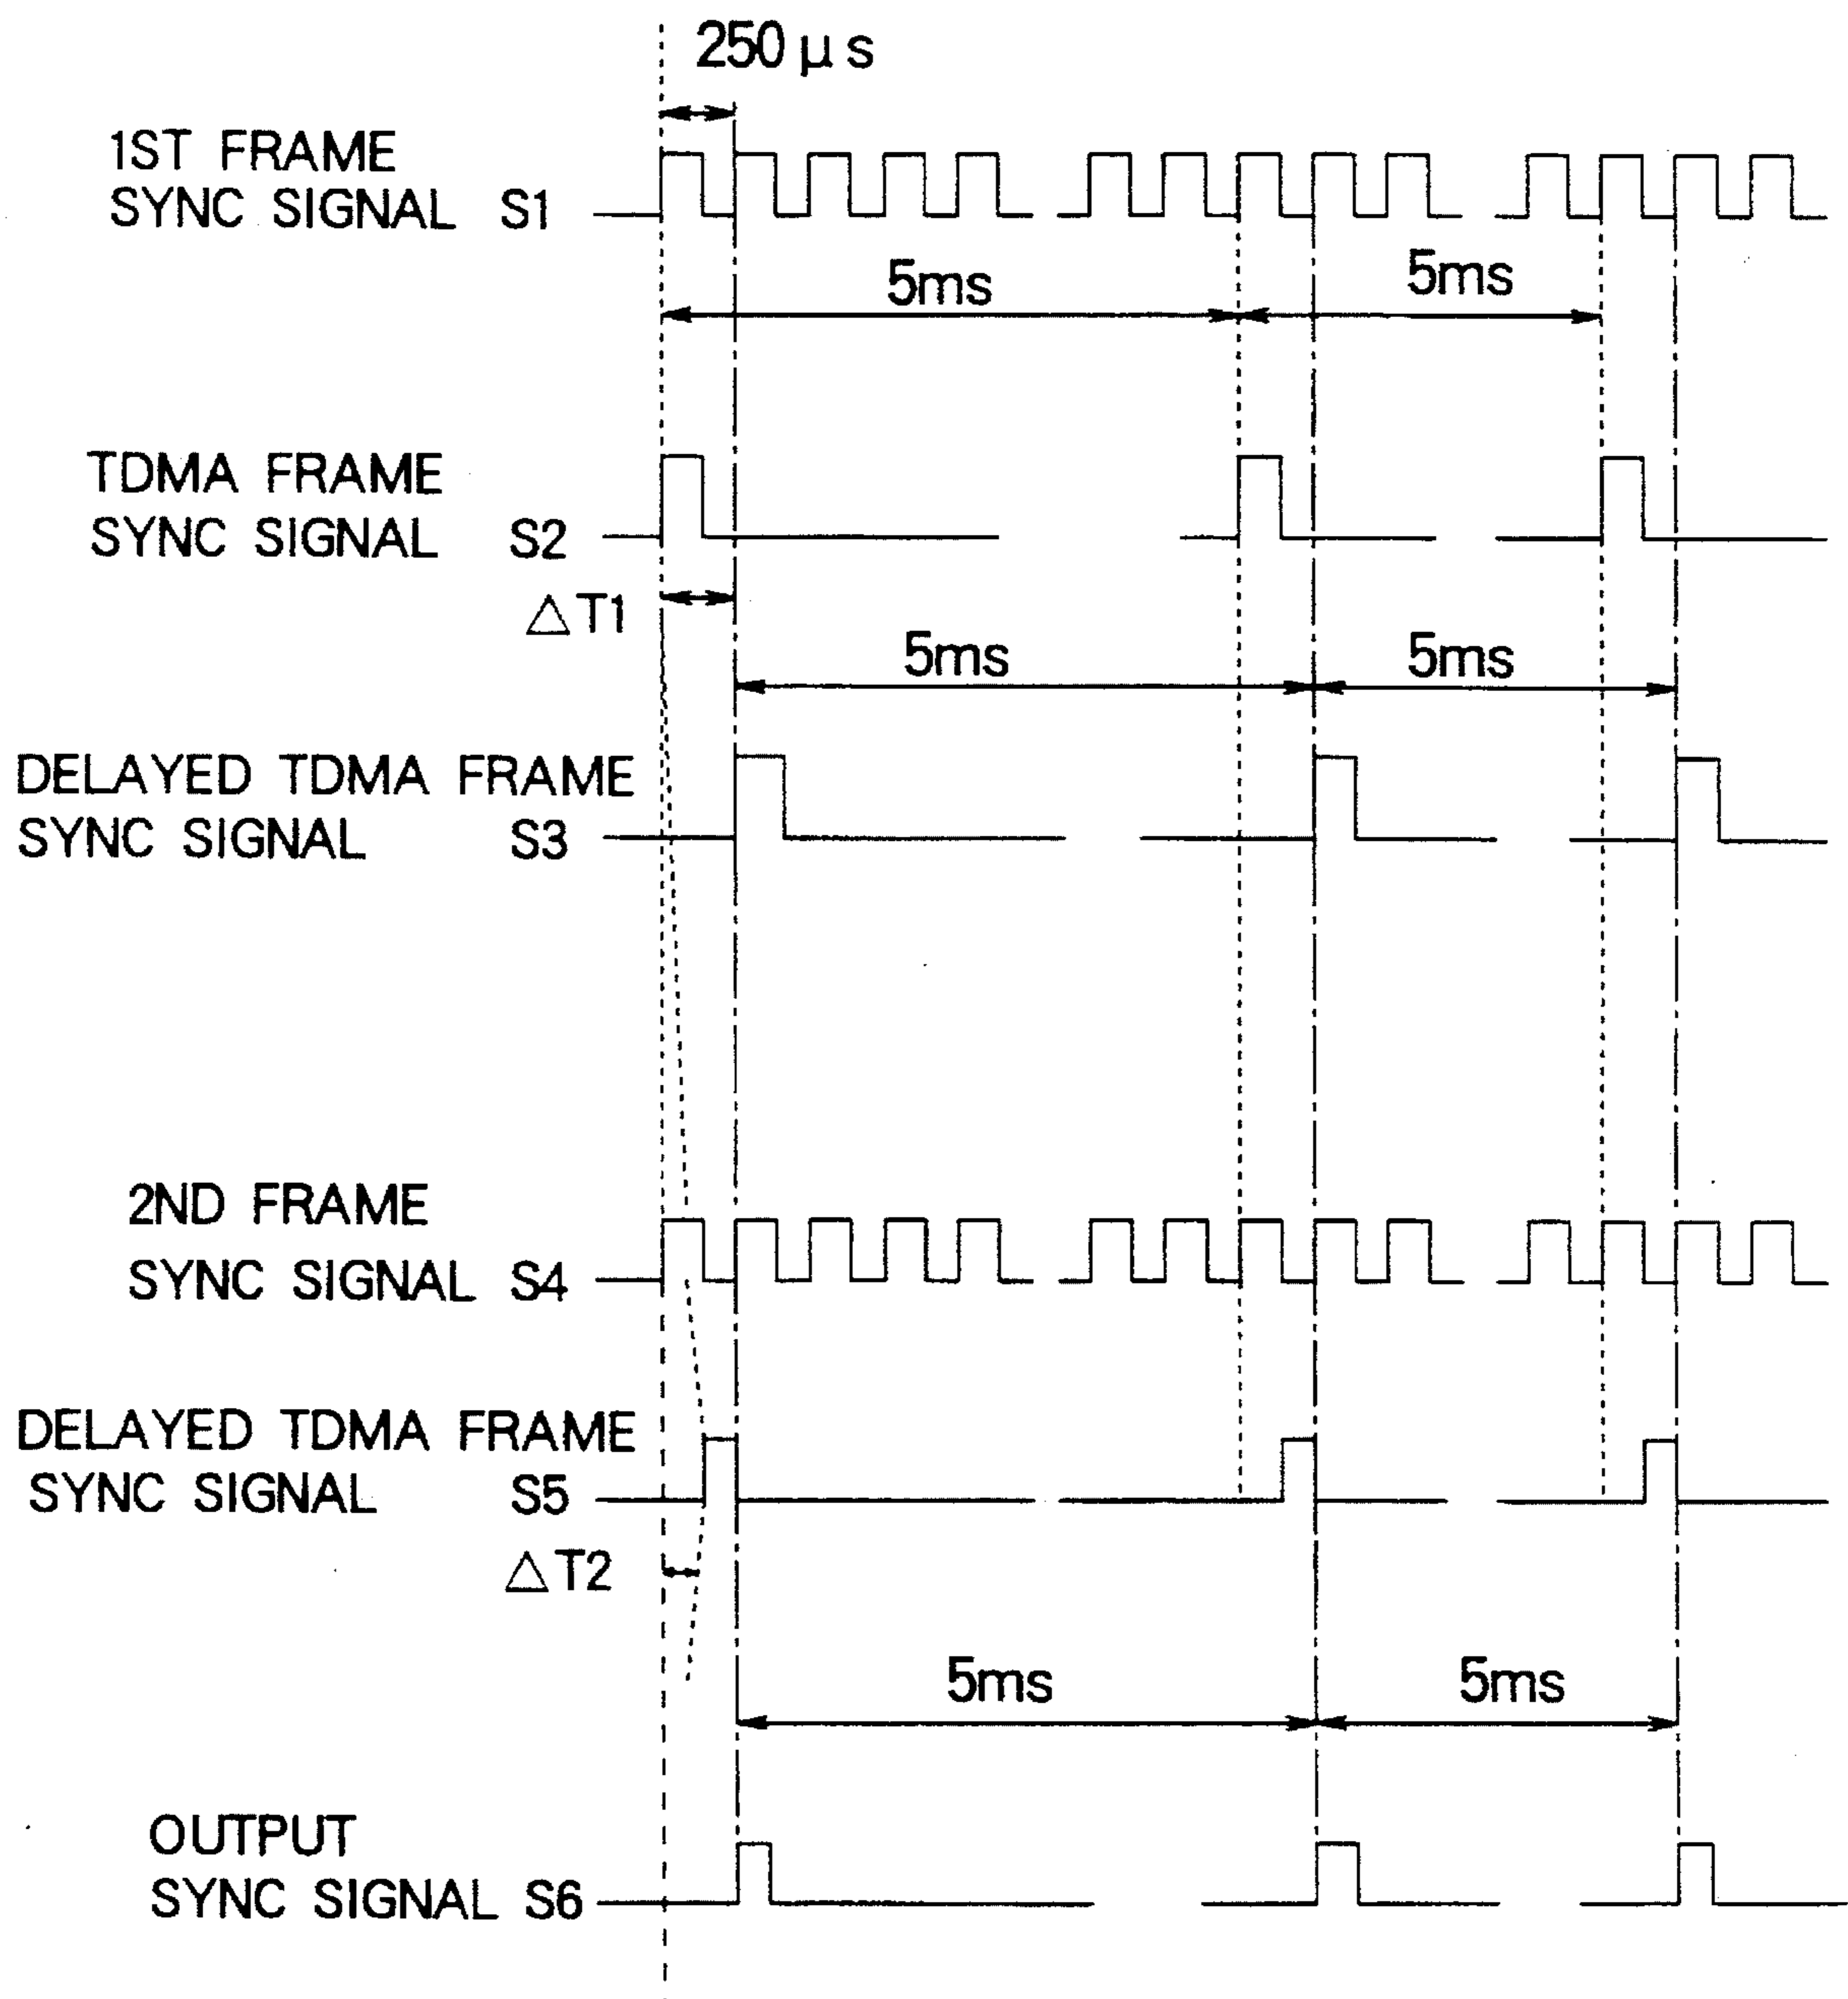 250 μs
1ST FRAME
SYNC SIGNAL S1
5ms 5ms
TDMA FRAME
SYNC SIGNAL S2
△T1
5ms 5ms
DELAYED TDMA FRAME
SYNC SIGNAL S3
2ND FRAME
SYNC SIGNAL S4
DELAYED TDMA FRAME
SYNC SIGNAL S5
△T2
5ms 5ms
OUTPUT
SYNC SIGNAL S6